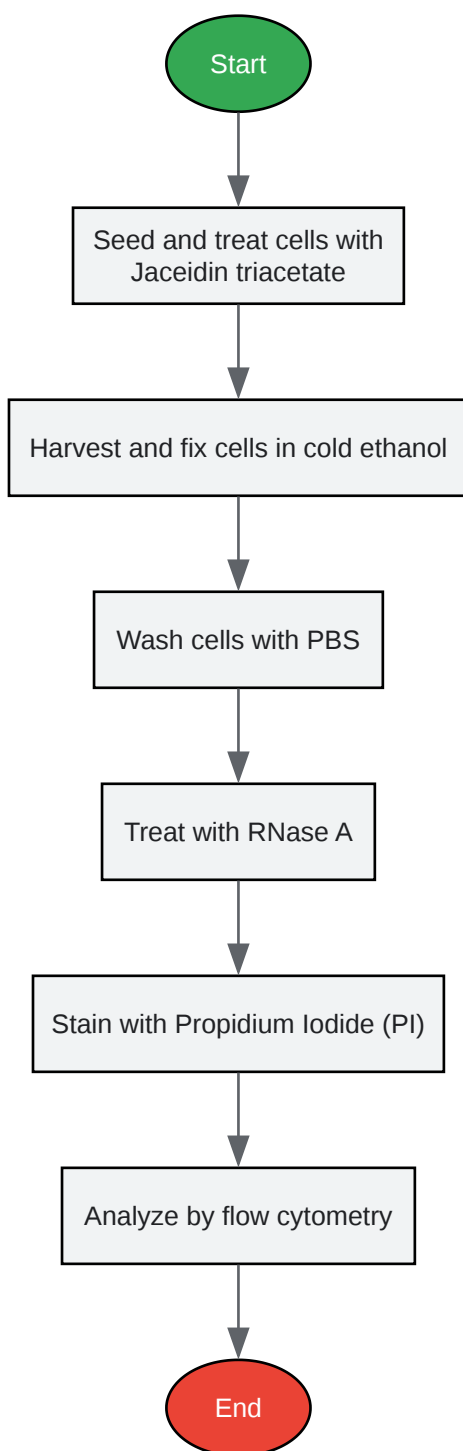 Start
Seed and treat cells with
Jaceidin triacetate
Harvest and fix cells in cold ethanol
Wash cells with PBS
Treat with RNase A
Stain with Propidium Iodide (PI)
Analyze by flow cytometry
End